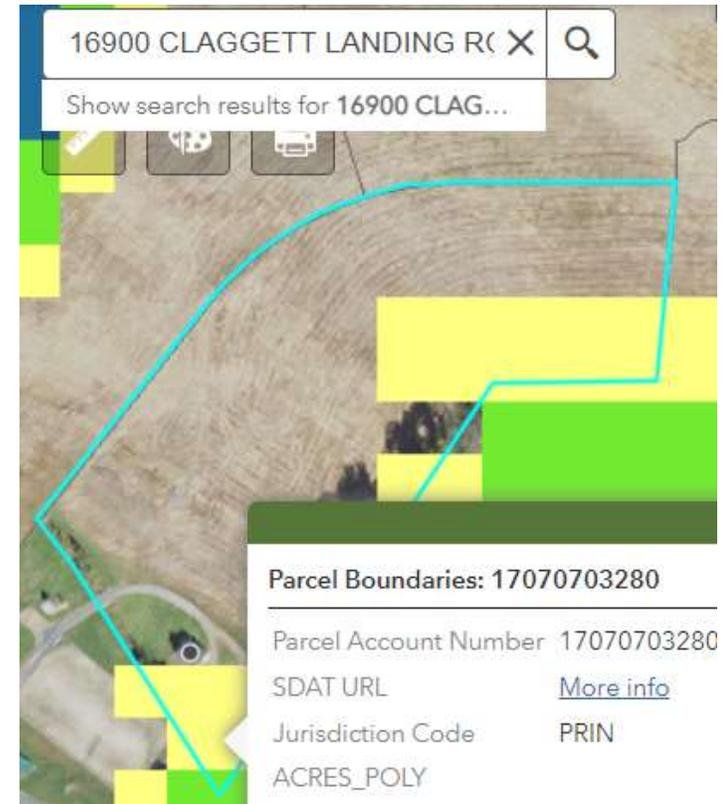 16900 CLAGGETT LANDING R(
Show search results for 16900 CLAG...
Parcel Boundaries: 17070703280
Parcel Account Number 17070703280
SDAT URL More info
Jurisdiction Code PRIN
ACRES_POLY